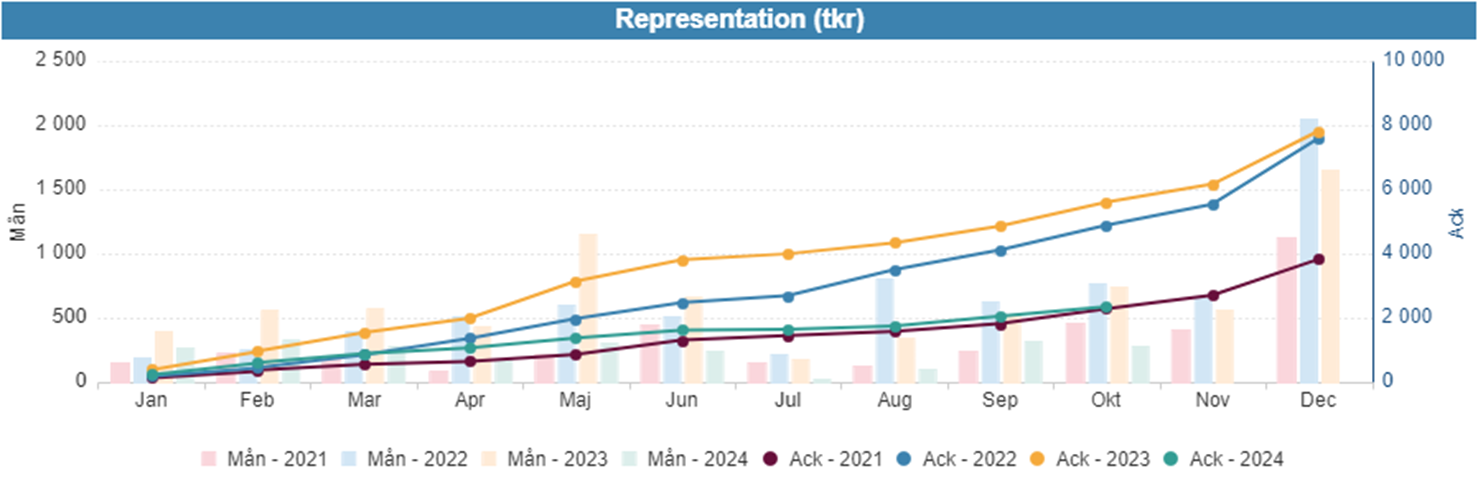 Representation (tkr)
2 500
10 000
2 000
8 000
1 500
6 000
1 000
4 000
500
2 000
0
0
Mån
Ack
Jan Feb Mar Apr Maj Jun Jul Aug Sep Okt Nov Dec
Mån - 2021 Mån - 2022 Mån - 2023 Mån - 2024 Ack - 2021 Ack - 2022 Ack - 2023 Ack - 2024